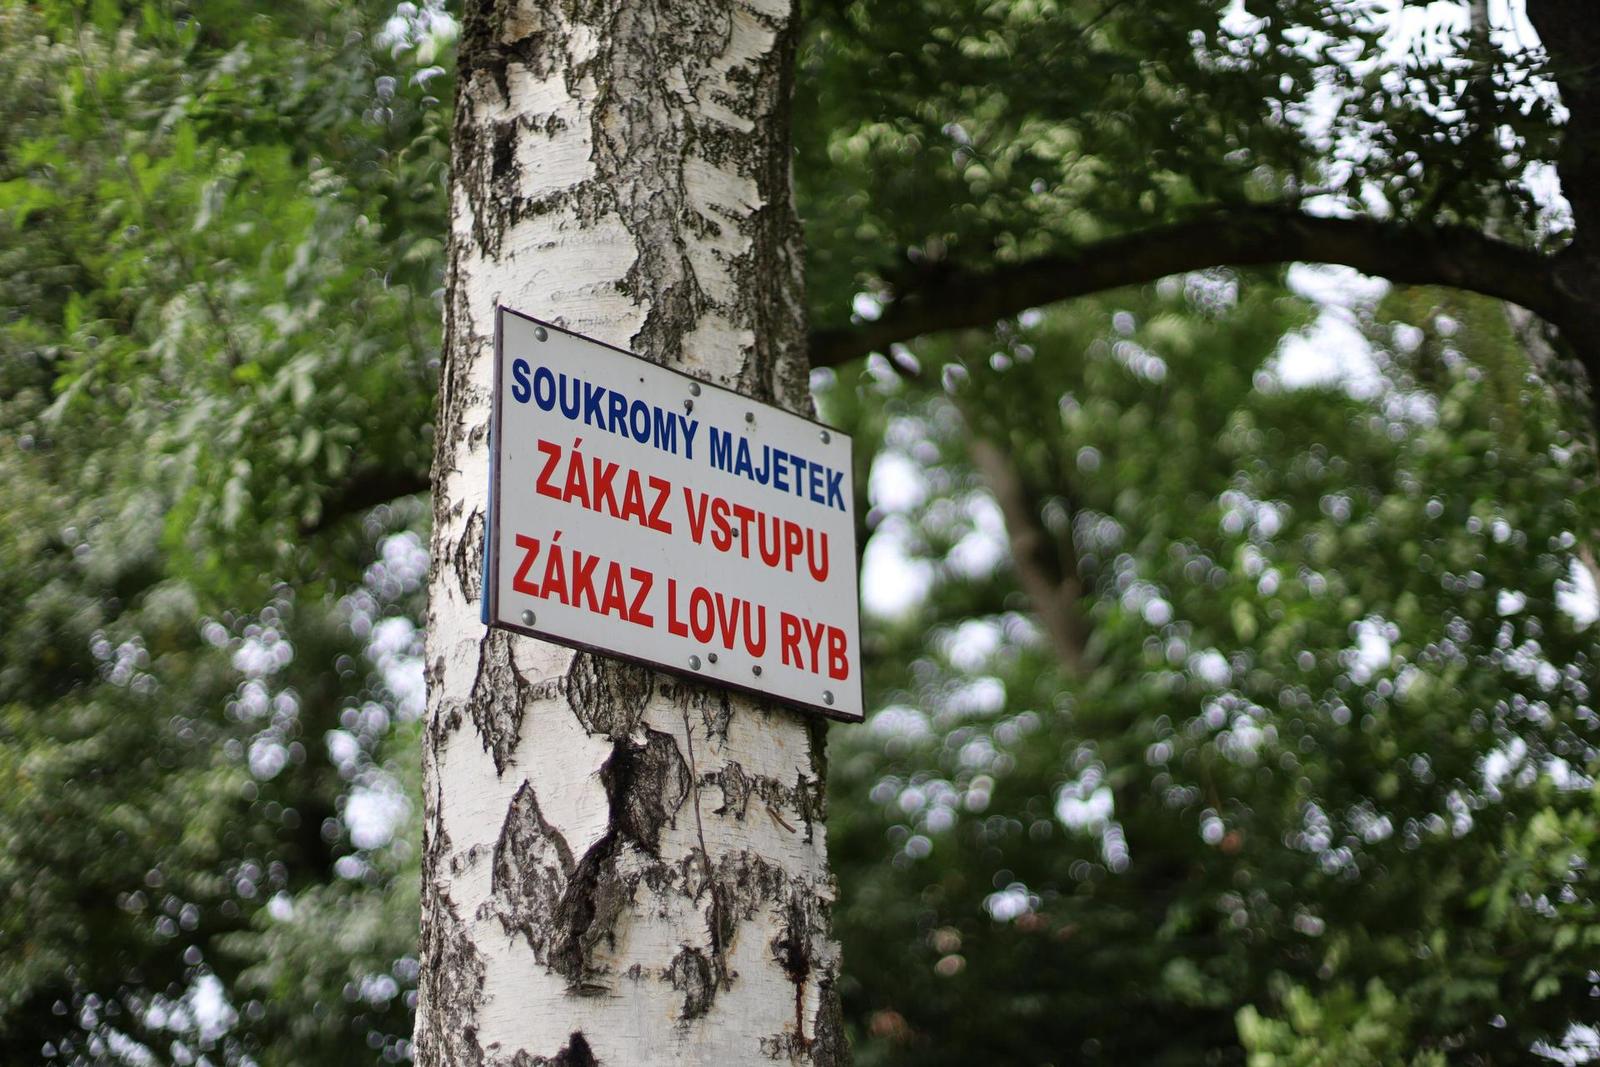 SOUKROMÝ MAJETEK
ZÁKAZ VSTUPU
ZÁKAZ LOVU RYB